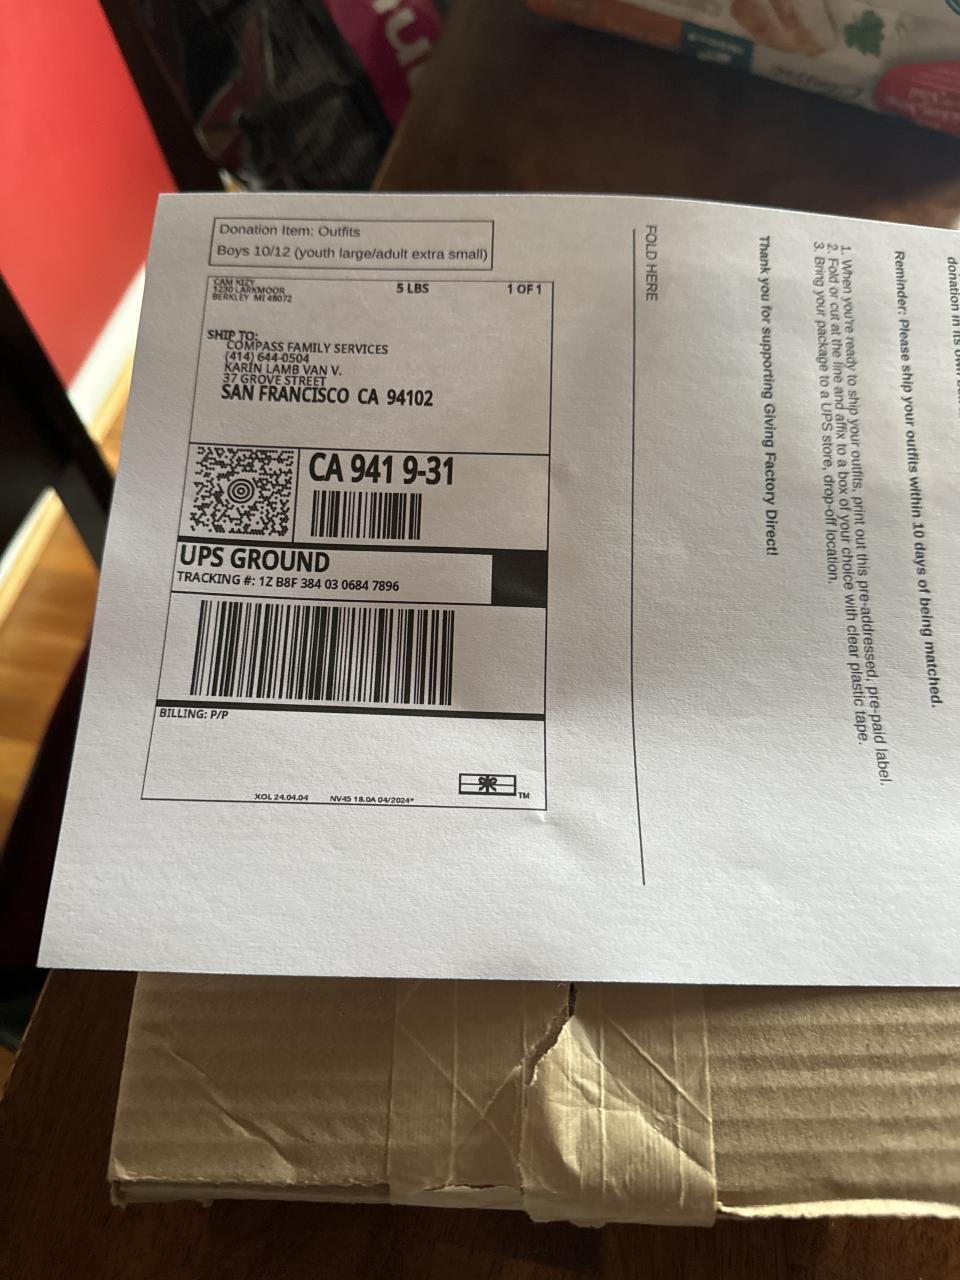 Donation Item: Outfits
Boys 10/12 (youth large/adult extra small)
CAM KIZY
1230 LARKMOOR
BERKLEY MI 48072
5 LBS
1 OF 1
SHIP TO:
COMPASS FAMILY SERVICES
(414) 644-0504
KARIN LAMB VAN V.
37 GROVE STREET
SAN FRANCISCO CA 94102
CA 941 9-31
UPS GROUND
TRACKING #: 1Z B8F 384 03 0684 7896
BILLING: P/P
XOL 24.04.04
NV45 18.0A 04/2024*
TM
FOLD HERE
donation in its own
Reminder: Please ship your outfits within 10 days of being matched.
1. When you're ready to ship your outfits, print out this pre-addressed, pre-paid label.
2. Fold or cut at the line and affix to a box of your choice with clear plastic tape.
3. Bring your package to a UPS store, drop-off location.
Thank you for supporting Giving Factory Direct!
Classic